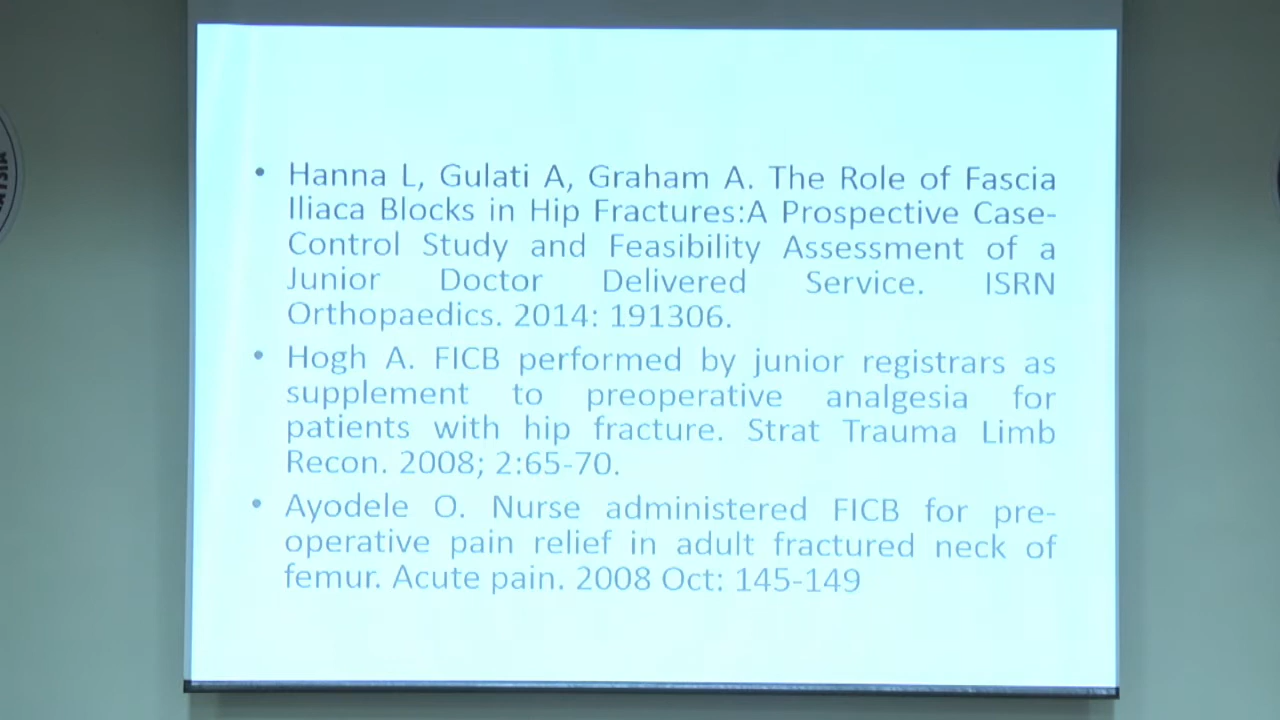 • Hanna L, Gulati A, Graham A. The Role of Fascia
Iliaca Blocks in Hip Fractures:A Prospective Case-
Control Study and Feasibility Assessment of a
Junior Doctor Delivered Service. ISRN
Orthopaedics. 2014: 191306.
• Hogh A. FICB performed by junior registrars as
supplement to preoperative analgesia for
patients with hip fracture. Strat Trauma Limb
Recon. 2008; 2:65-70.
• Ayodele O. Nurse administered FICB for pre-
operative pain relief in adult fractured neck of
femur. Acute pain. 2008 Oct: 145-149